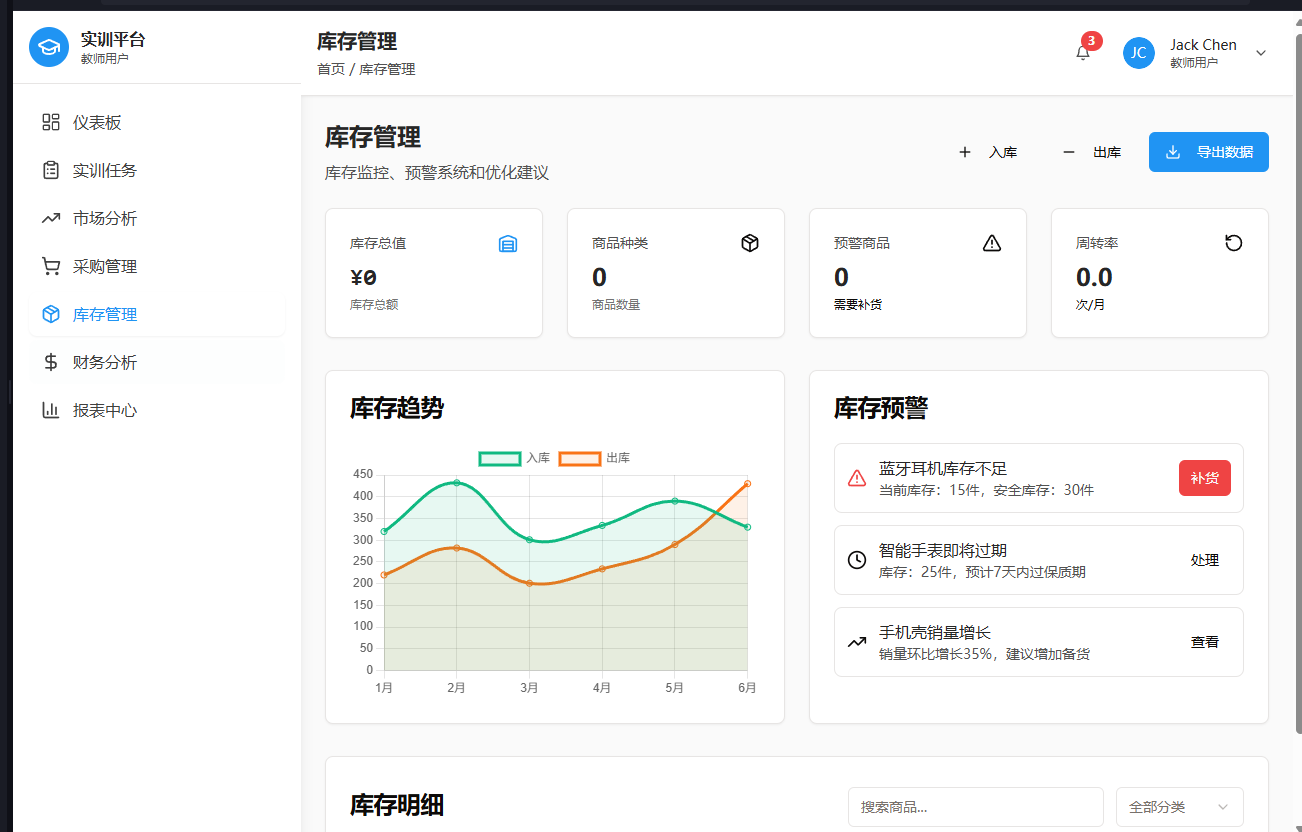 实训平台
教师用户
仪表板
实训任务
市场分析
采购管理
库存管理
财务分析
报表中心
库存管理
首页 / 库存管理
3
JC
Jack Chen
教师用户
库存管理
库存监控、预警系统和优化建议
入库
出库
导出数据
库存总值
¥0
库存总额
商品种类
0
商品数量
预警商品
0
需要补货
周转率
0.0
次/月
库存趋势
入库 出库
450
400
350
300
250
200
150
100
50
0
1月 2月 3月 4月 5月 6月
库存预警
蓝牙耳机库存不足
当前库存：15件，安全库存：30件
补货
智能手表即将过期
库存：25件，预计7天内过保质期
处理
手机壳销量增长
销量环比增长35%，建议增加备货
查看
库存明细
搜索商品...
全部分类